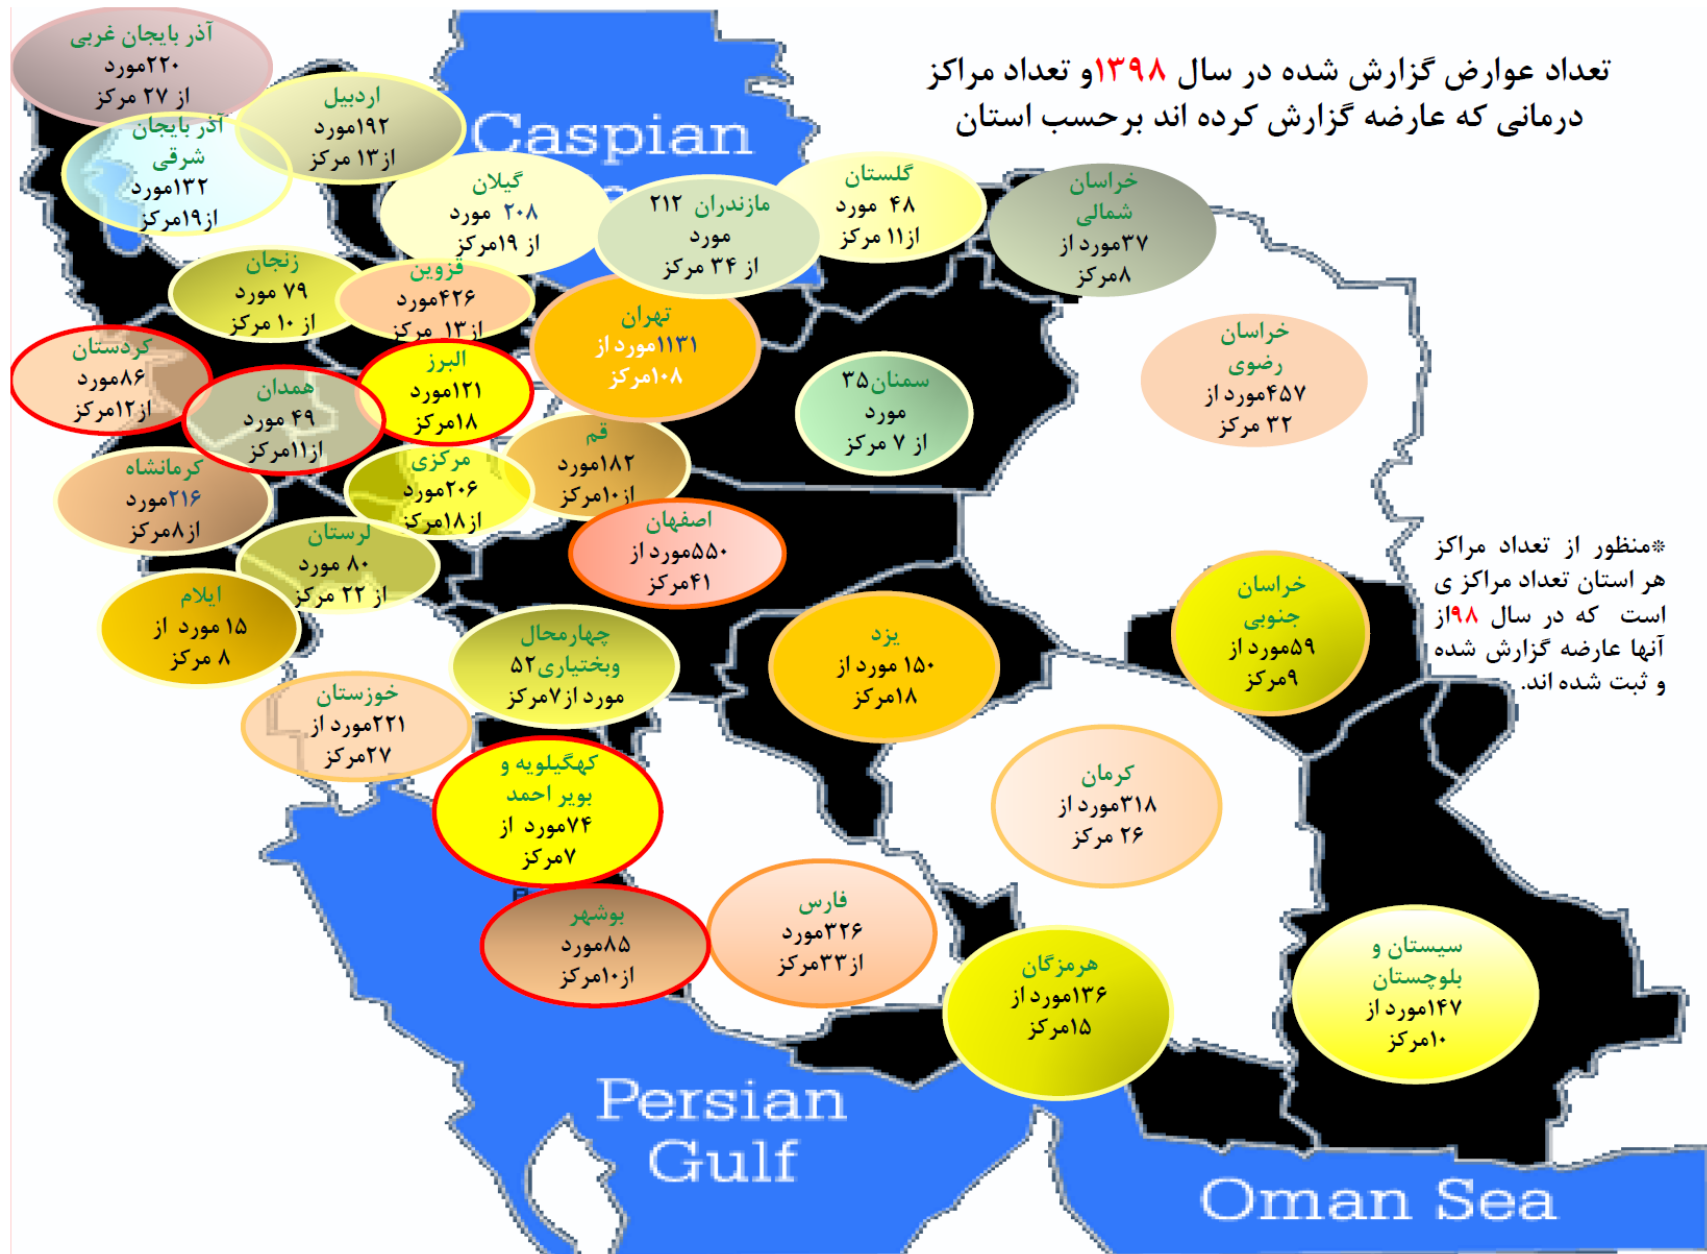 تعداد عوارض گزارش شده در سال ۱۳۹۸و تعداد مراکز
درمانی که عارضه گزارش کرده اند برحسب استان
آذر بایجان غربی
۲۲۰مورد
از ۲۷ مرکز
اردبیل
۱۹۲مورد
از۱۳ مرکز
آذر بایجان
شرقی
۱۳۲مورد
از۱۹مرکز
Caspian
گیلان
۲۰۸ مورد
از ۱۹مرکز
مازندران ۲۱۲
مورد
از ۳۴ مرکز
گلستان
۴۸ مورد
از۱۱ مرکز
خراسان
شمالی
۳۷مورد از
۸مرکز
زنجان
۷۹ مورد
از ۱۰ مرکز
قزوین
۴۲۶مورد
از۱۳ مرکز
تهران
۱۱۳۱مورد از
۱۰۸مرکز
خراسان
رضوی
۴۵۷مورد از
۳۲ مرکز
کردستان
۸۶مورد
از۱۲مرکز
همدان
۴۹ مورد
از۱۱مرکز
البرز
۱۲۱مورد
۱۸مرکز
سمنان۳۵
مورد
از ۷ مرکز
قم
۱۸۲مورد
از۱۰مرکز
کرمانشاه
۲۱۶مورد
از۸مرکز
مرکزی
۲۰۶مورد
از۱۸مرکز
لرستان
۸۰ مورد
از ۲۲ مرکز
اصفهان
۵۵۰مورد از
۴۱مرکز
*منظور از تعداد مراکز
هر استان تعداد مراکز ی
است که در سال ۹۸از
آنها عارضه گزارش شده
و ثبت شده اند.
ایلام
۱۵ مورد از
۸ مرکز
چهارمحال
وبختیاری۵۲
مورد از۷مرکز
یزد
۱۵۰ مورد از
۱۸مرکز
خراسان
جنوبی
۵۹مورد از
۹مرکز
خوزستان
۲۲۱مورد از
۲۷مرکز
کهگیلویه و
بویر احمد
۷۴مورد از
۷مرکز
کرمان
۳۱۸مورد از
۲۶ مرکز
بوشهر
۸۵مورد
از۱۰مرکز
فارس
۳۲۶مورد
از۳۳مرکز
هرمزگان
۱۳۶مورد از
۱۵مرکز
سیستان و
بلوچستان
۱۴۷مورد از
۱۰مرکز
Persian
Gulf
Oman Sea